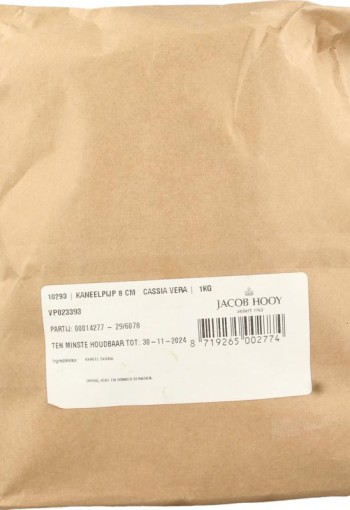 10293 | KANEELPIJP 8 CM CASSIA VERA | 1KG
VP023393
PARTIJ: 00014277 - 29/6078
TEN MINSTE HOUDBAAR TOT: 30-11-2024
JACOB HOOY
8 719265 002774